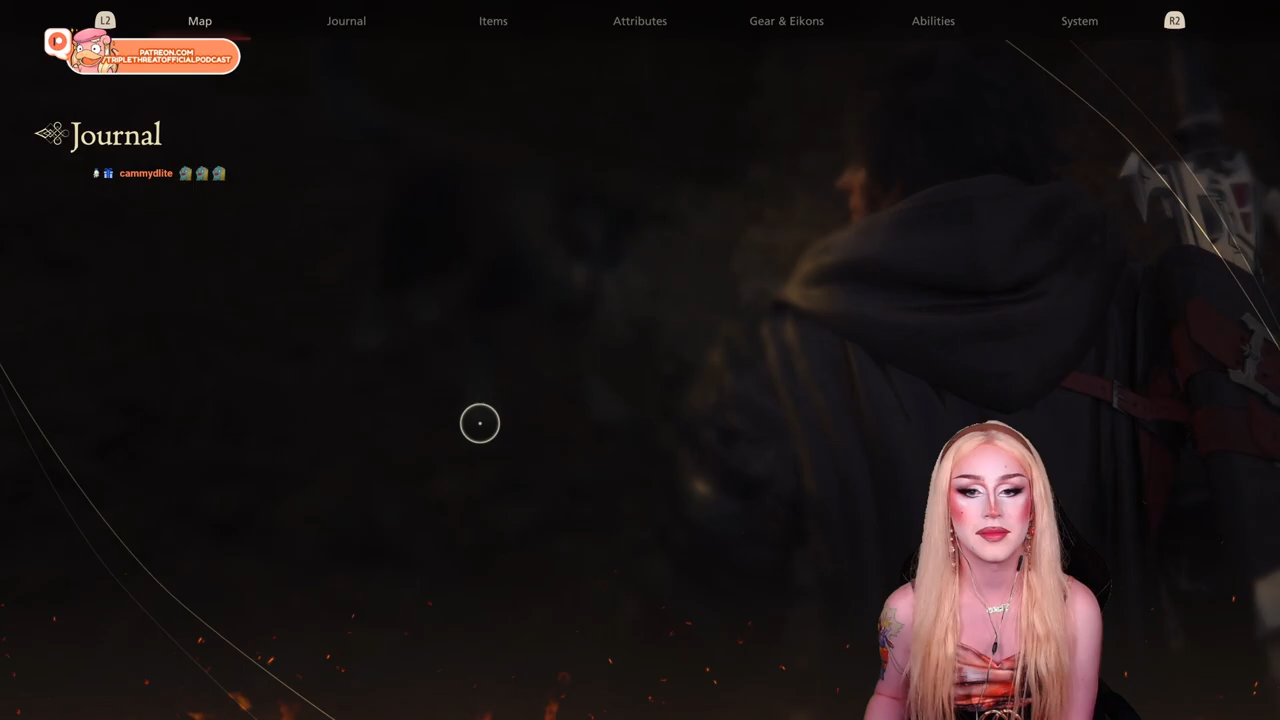 L2 Map Journal Items Attributes Gear & Eikons Abilities System R2
PATREON.COM
/TRIPLETHREATOFFICIALPODCAST
Journal
cammydlite